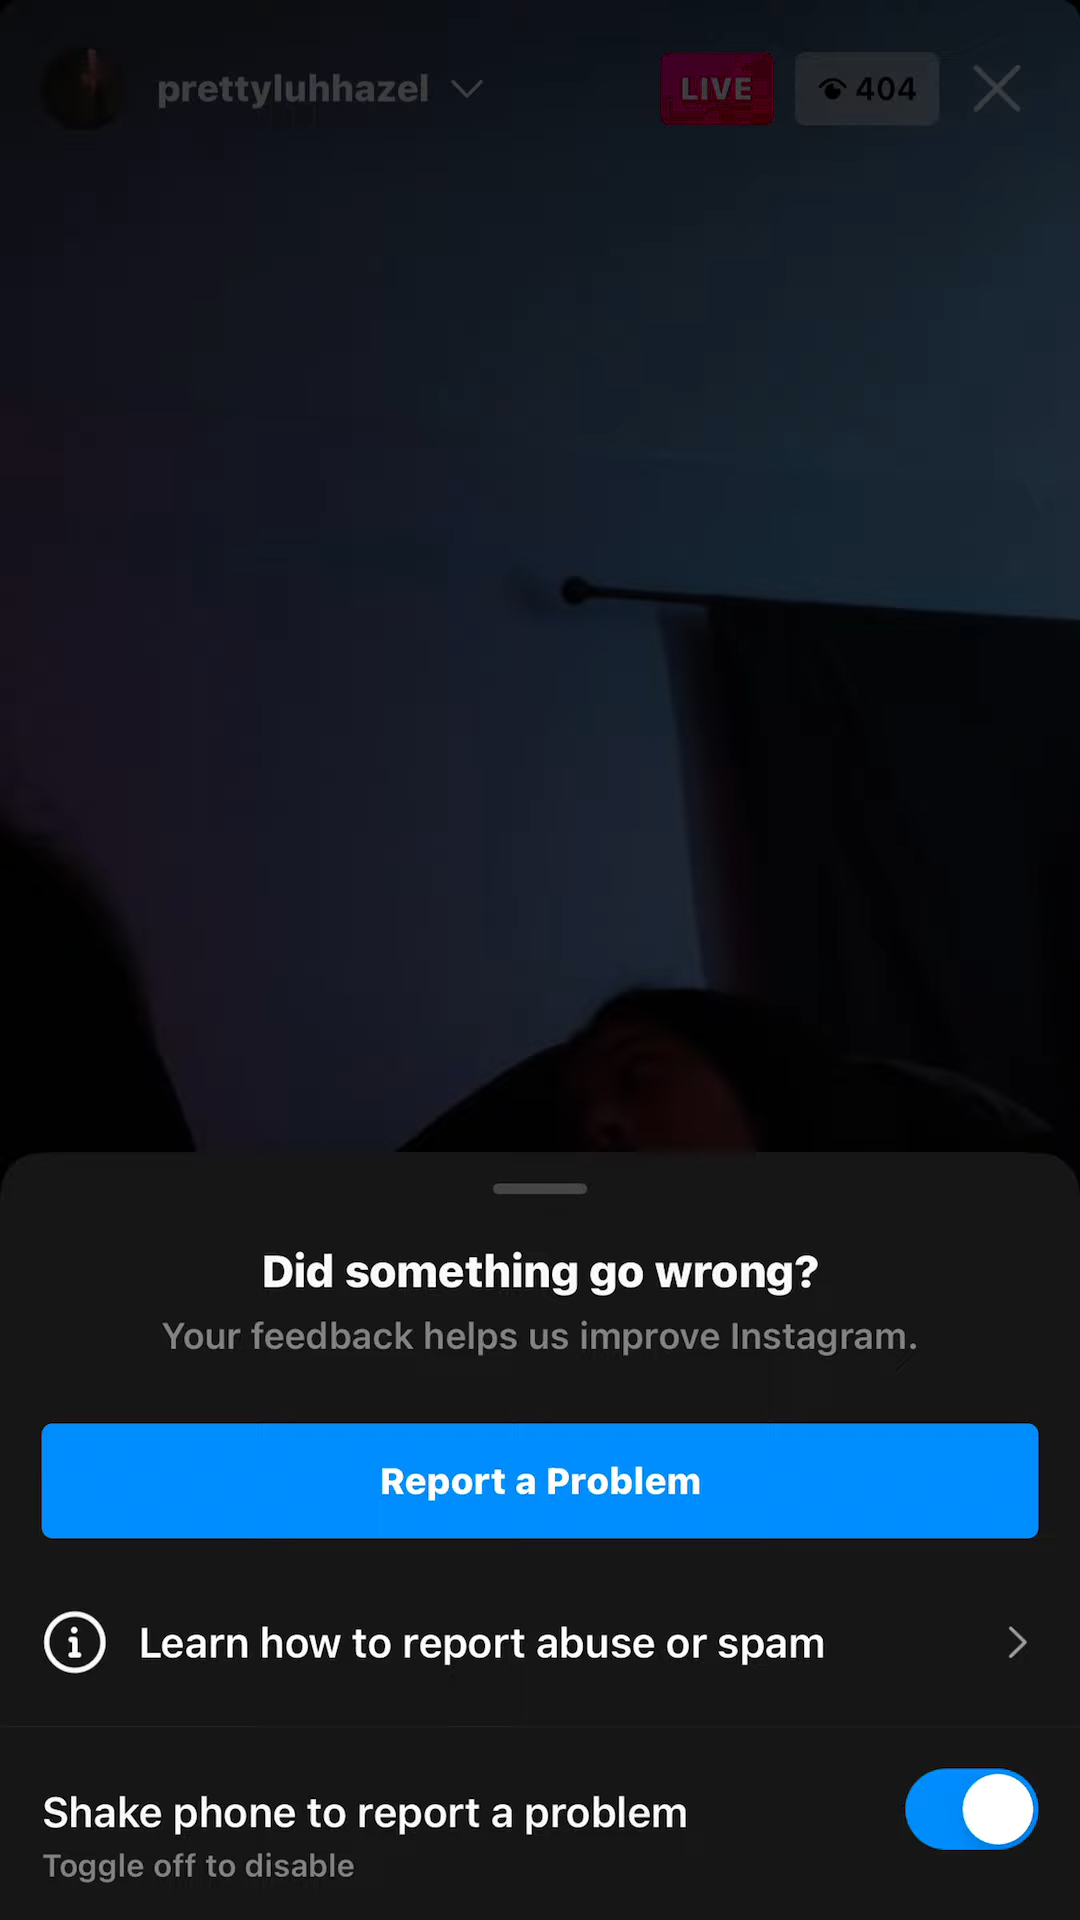 prettyluhhazel
LIVE
404
Did something go wrong?
Your feedback helps us improve Instagram.
Report a Problem
Learn how to report abuse or spam
Shake phone to report a problem
Toggle off to disable